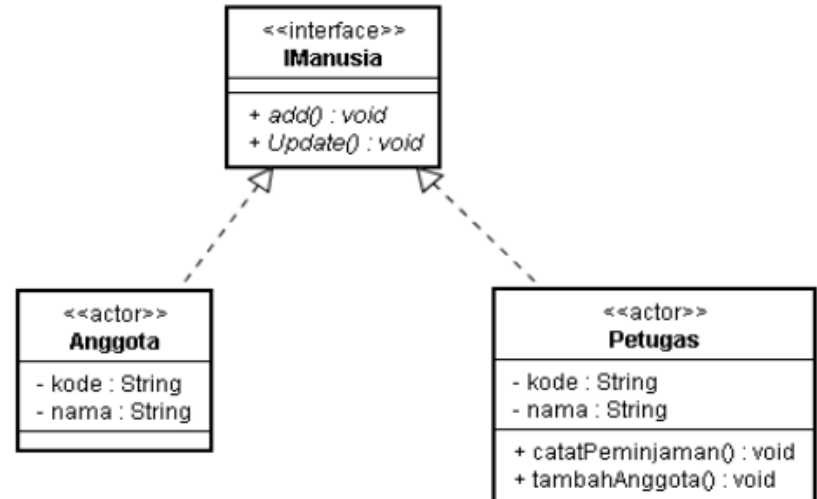 <<interface>>
IManusia
+ add() : void
+ Update() : void
<<actor>>
Anggota
- kode : String
- nama : String
<<actor>>
Petugas
- kode : String
- nama : String
+ catatPeminjaman() : void
+ tambahAnggota() : void